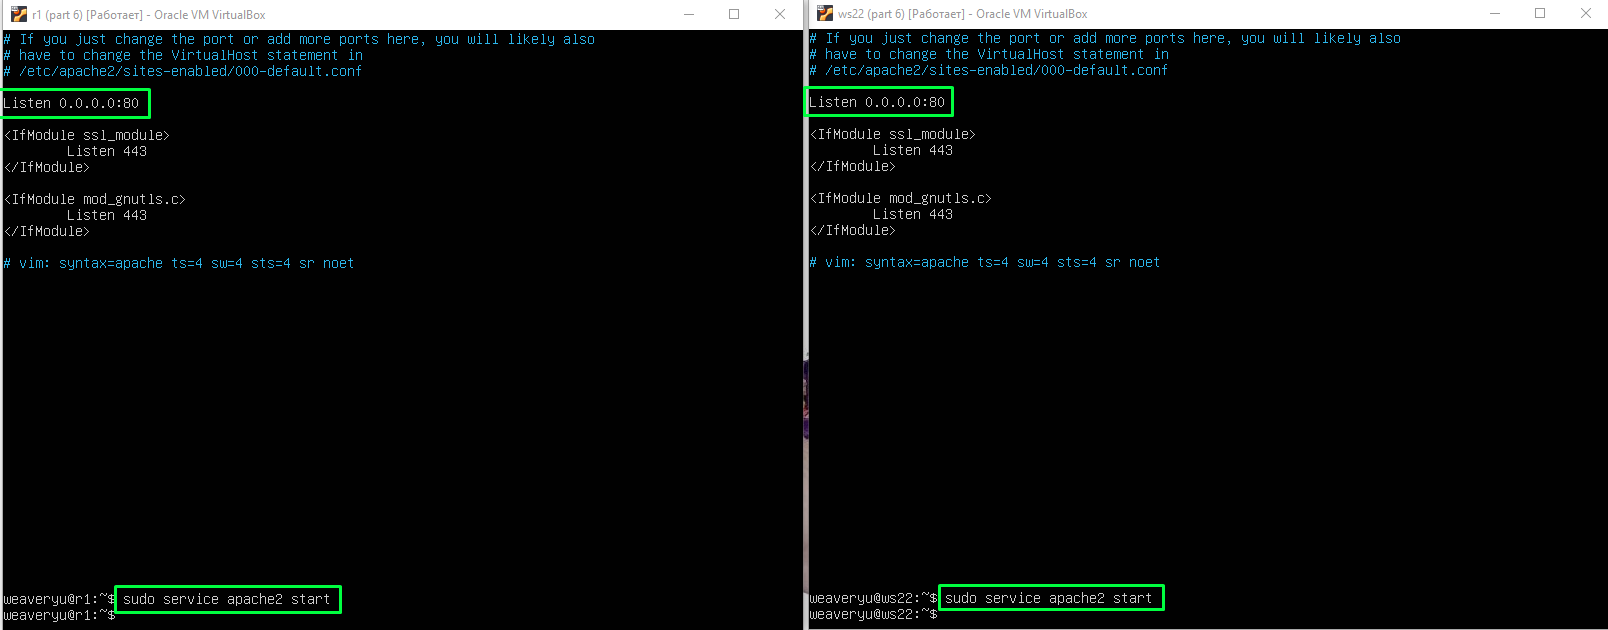 r1 (part 6) [Работает] - Oracle VM VirtualBox
# If you just change the port or add more ports here, you will likely also
# have to change the VirtualHost statement in
# /etc/apache2/sites-enabled/000-default.conf
Listen 0.0.0.0:80
<IfModule ssl_module>
Listen 443
</IfModule>
<IfModule mod_gnutls.c>
Listen 443
</IfModule>
# vim: syntax=apache ts=4 sw=4 sts=4 sr noet
weaveryu@r1:~$ sudo service apache2 start
weaveryu@r1:~$
ws22 (part 6) [Работает] - Oracle VM VirtualBox
# If you just change the port or add more ports here, you will likely also
# have to change the VirtualHost statement in
# /etc/apache2/sites-enabled/000-default.conf
Listen 0.0.0.0:80
<IfModule ssl_module>
Listen 443
</IfModule>
<IfModule mod_gnutls.c>
Listen 443
</IfModule>
# vim: syntax=apache ts=4 sw=4 sts=4 sr noet
weaveryu@ws22:~$ sudo service apache2 start
weaveryu@ws22:~$